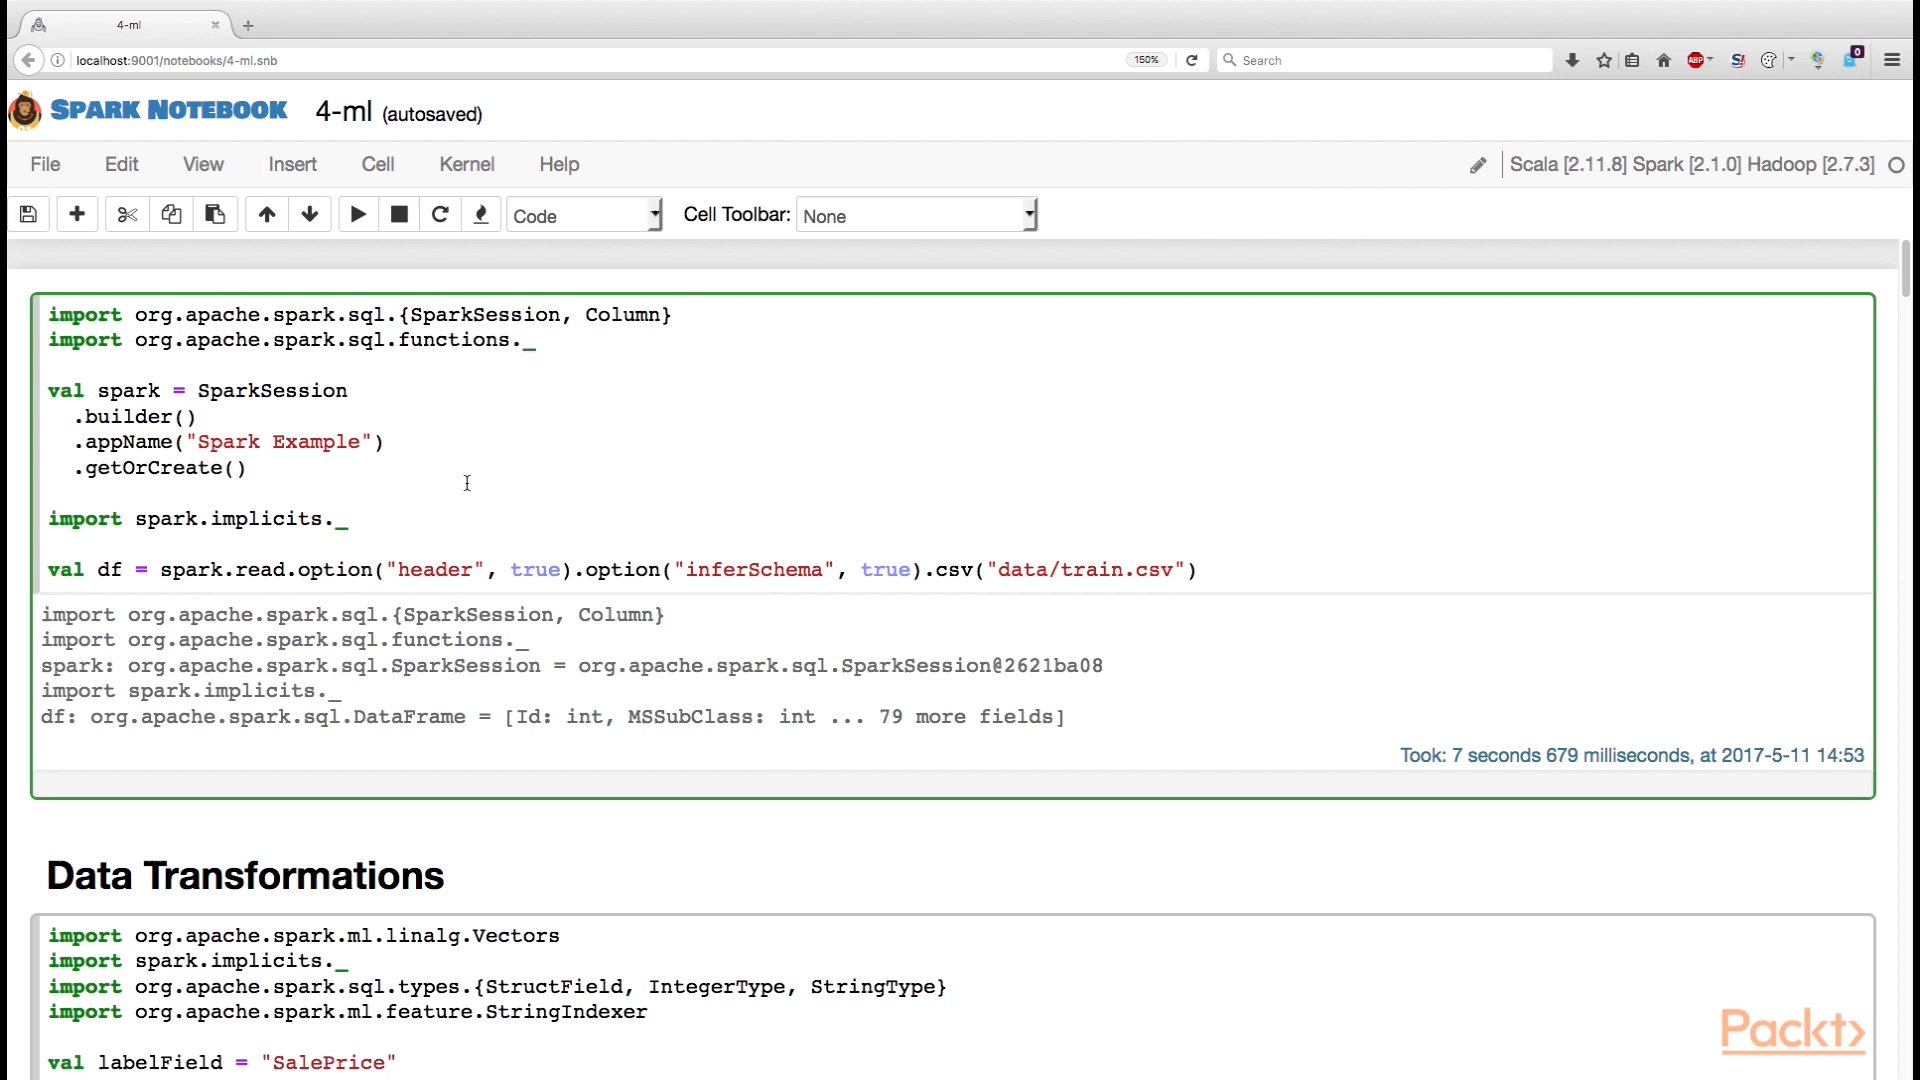 4-ml
localhost:9001/notebooks/4-ml.snb
150%
Search
ABP
S!
0
SPARK NOTEBOOK 4-ml (autosaved)
File Edit View Insert Cell Kernel Help
Scala [2.11.8] Spark [2.1.0] Hadoop [2.7.3]
Code
Cell Toolbar: None
import org.apache.spark.sql.{SparkSession, Column}
import org.apache.spark.sql.functions._
val spark = SparkSession
.builder()
.appName("Spark Example")
.getOrCreate()
import spark.implicits._
val df = spark.read.option("header", true).option("inferSchema", true).csv("data/train.csv")
import org.apache.spark.sql.{SparkSession, Column}
import org.apache.spark.sql.functions._
spark: org.apache.spark.sql.SparkSession = org.apache.spark.sql.SparkSession@2621ba08
import spark.implicits._
df: org.apache.spark.sql.DataFrame = [Id: int, MSSubClass: int ... 79 more fields]
Took: 7 seconds 679 milliseconds, at 2017-5-11 14:53
Data Transformations
import org.apache.spark.ml.linalg.Vectors
import spark.implicits._
import org.apache.spark.sql.types.{StructField, IntegerType, StringType}
import org.apache.spark.ml.feature.StringIndexer
val labelField = "SalePrice"
Packt>